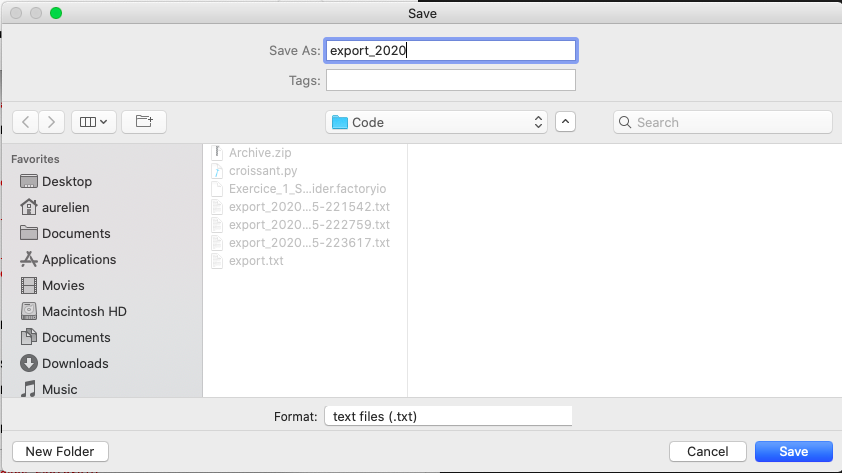 Save
Save As: export_2020
Tags:
Code
Search
Favorites
Desktop
aurelien
Documents
Applications
Movies
Macintosh HD
Documents
Downloads
Music
Archive.zip
croissant.py
Exercice_1_S...ider.factoryio
export_2020...5-221542.txt
export_2020...5-222759.txt
export_2020...5-223617.txt
export.txt
Format: text files (.txt)
New Folder
Cancel
Save